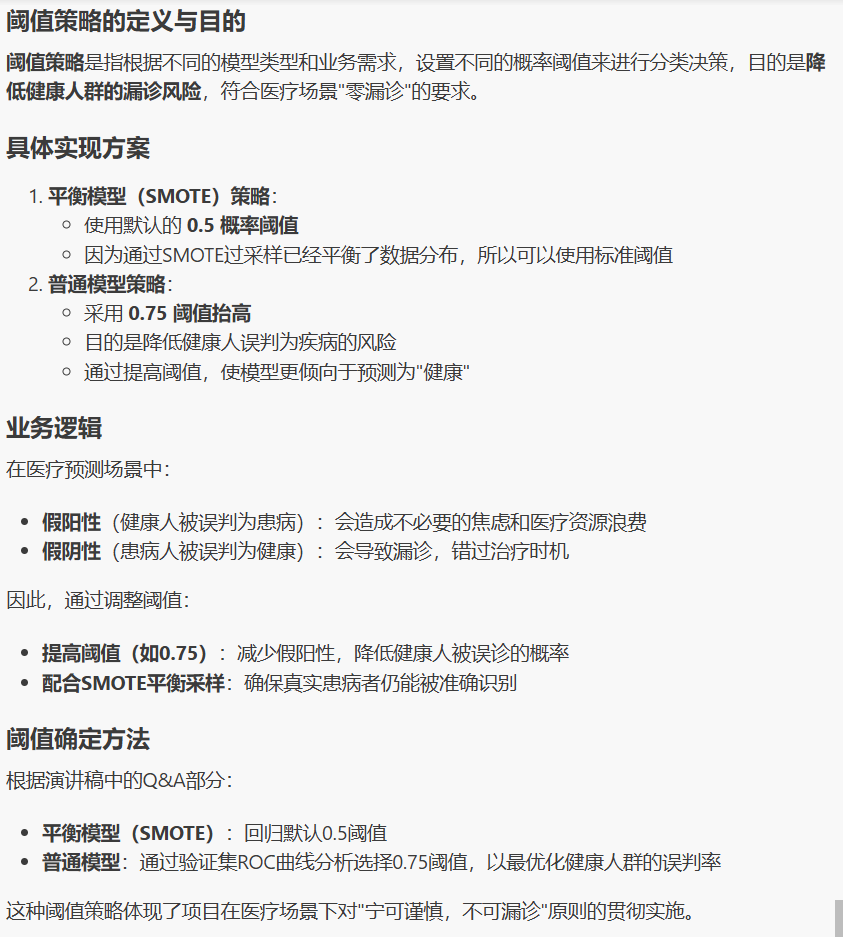 阈值策略的定义与目的
阈值策略是指根据不同的模型类型和业务需求，设置不同的概率阈值来进行分类决策，目的是降
低健康人群的漏诊风险，符合医疗场景"零漏诊"的要求。
具体实现方案
1. 平衡模型（SMOTE）策略：
○ 使用默认的 0.5 概率阈值
○ 因为通过SMOTE过采样已经平衡了数据分布，所以可以使用标准阈值
2. 普通模型策略：
○ 采用 0.75 阈值抬高
○ 目的是降低健康人误判为疾病的风险
○ 通过提高阈值，使模型更倾向于预测为"健康"
业务逻辑
在医疗预测场景中：
• 假阳性（健康人被误判为患病）：会造成不必要的焦虑和医疗资源浪费
• 假阴性（患病人被误判为健康）：会导致漏诊，错过治疗时机
因此，通过调整阈值：
• 提高阈值（如0.75）：减少假阳性，降低健康人被误诊的概率
• 配合SMOTE平衡采样：确保真实患病者仍能被准确识别
阈值确定方法
根据演讲稿中的Q&A部分：
• 平衡模型（SMOTE）：回归默认0.5阈值
• 普通模型：通过验证集ROC曲线分析选择0.75阈值，以最优化健康人群的误判率
这种阈值策略体现了项目在医疗场景下对"宁可谨慎，不可漏诊"原则的贯彻实施。